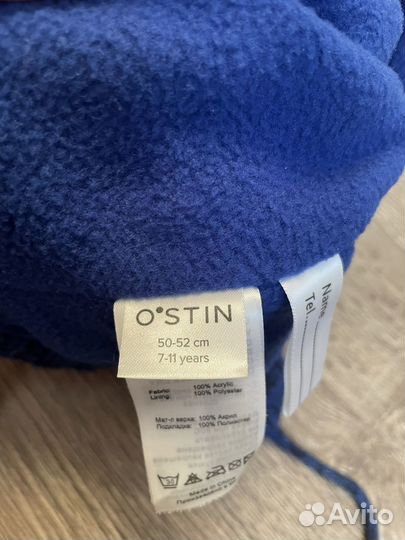 O'STIN
50-52 cm
7-11 years
Fabric: 100% Acrylic
Lining: 100% Polyester
Мат-л верха: 100% Акрил
Подкладка: 100% Полиэстер
30
Made in China
Name
Tel
Avito